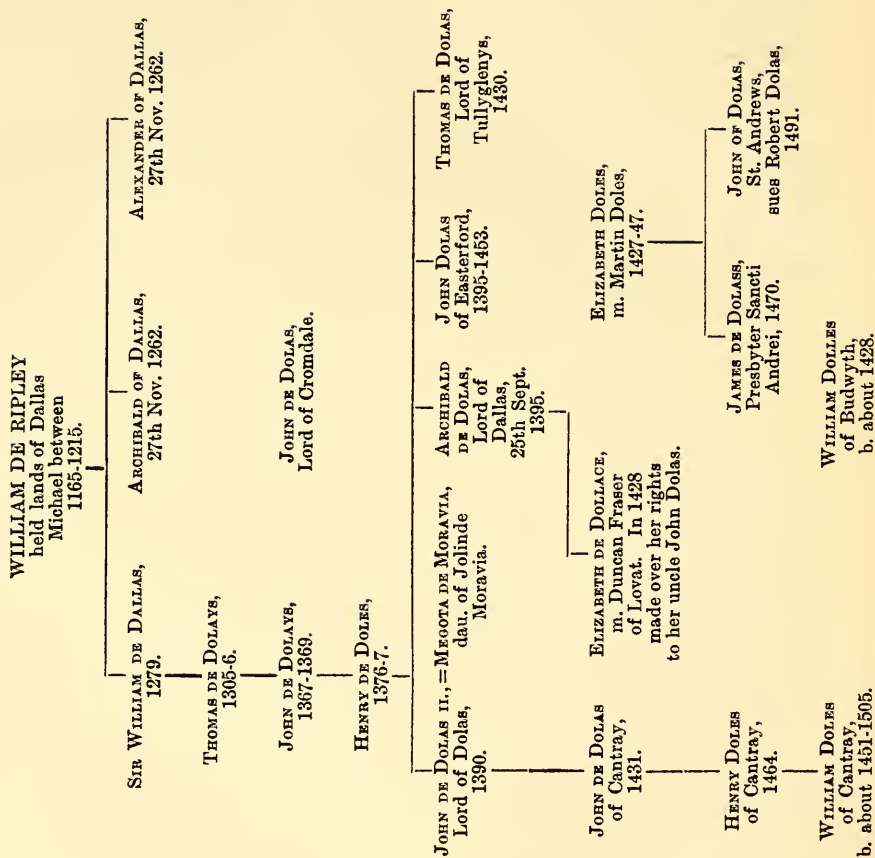 WILLIAM DE RIPLEY
held lands of Dallas
Michael between
1165-1215.
SIR WILLIAM DE DALLAS,
1279.
ARCHIBALD OF DALLAS,
27th Nov. 1262.
ALEXANDER OF DALLAS,
27th Nov. 1262.
THOMAS DE DOLAYS,
1305-6.
JOHN DE DOLAYS,
1367-1369.
JOHN DE DOLAS,
Lord of Cromdale.
HENRY DE DOLES,
1376-7.
JOHN DE DOLAS II., = MEGOTA DE MORAVIA,
Lord of Dolas,
1390.
dau. of Jolinde
Moravia.
ARCHIBALD
DE DOLAS,
Lord of
Dallas,
25th Sept.
1395.
JOHN DOLAS
of Easterford,
1395-1453.
THOMAS DE DOLAS,
Lord of
Tullyglenys,
1430.
JOHN DE DOLAS
of Cantray,
1431.
ELIZABETH DE DOLLACE,
m. Duncan Fraser
of Lovat. In 1428
made over her rights
to her uncle John Dolas.
ELIZABETH DOLES,
m. Martin Doles,
1427-47.
HENRY DOLES
of Cantray,
1464.
JAMES DE DOLASS,
Presbyter Sancti
Andrei, 1470.
JOHN OF DOLAS,
St. Andrews,
sues Robert Dolas,
1491.
WILLIAM DOLES
of Cantray,
b. about 1451-1505.
WILLIAM DOLLES
of Budwyth,
b. about 1428.